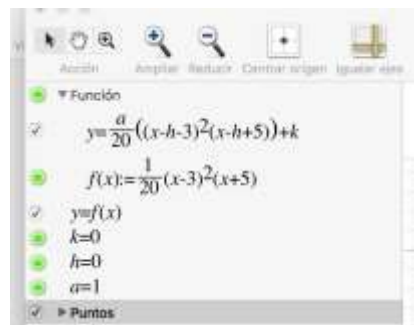 Acción Ampliar Reducir Centrar origen Igualar ejes
Función
y=a/20((x-h-3)²(x-h+5))+k
f(x):=1/20(x-3)²(x+5)
y=f(x)
k=0
h=0
a=1
Puntos